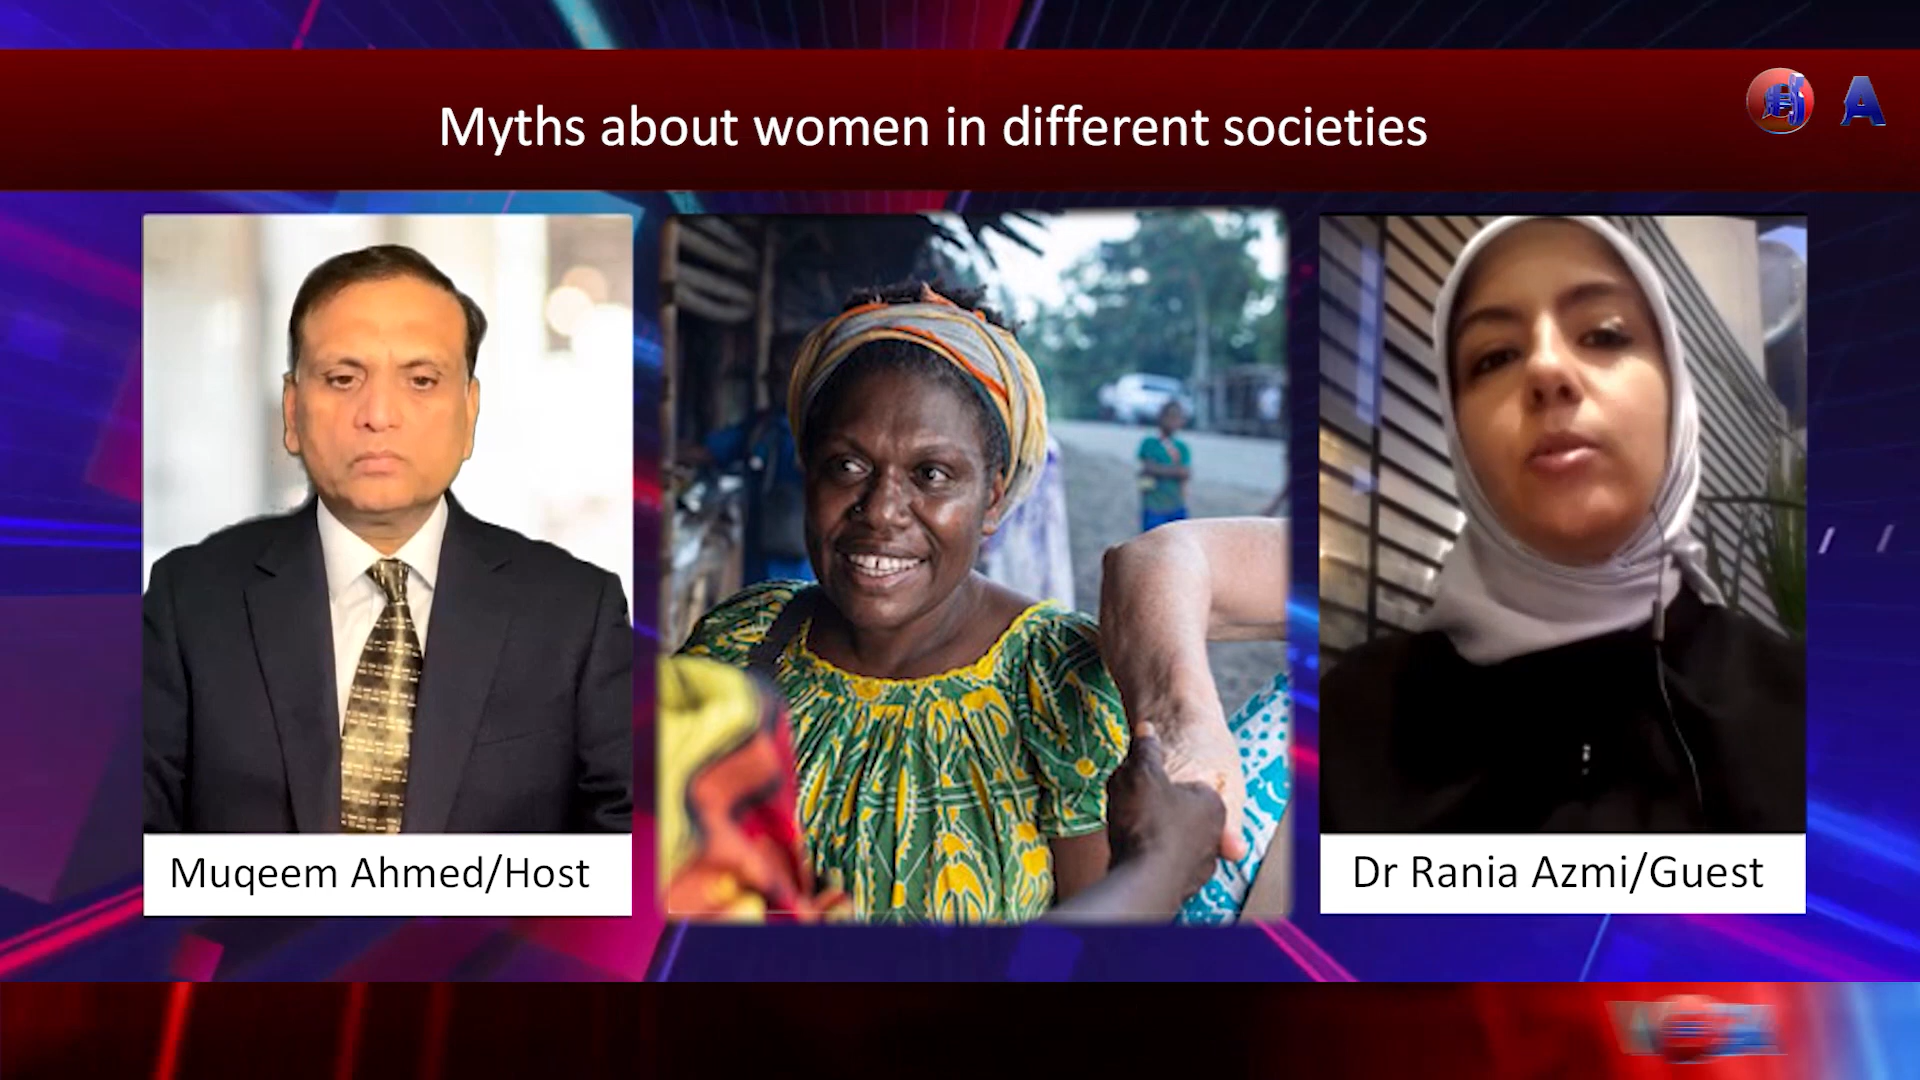 Myths about women in different societies
A
Muqeem Ahmed/Host
Dr Rania Azmi/Guest